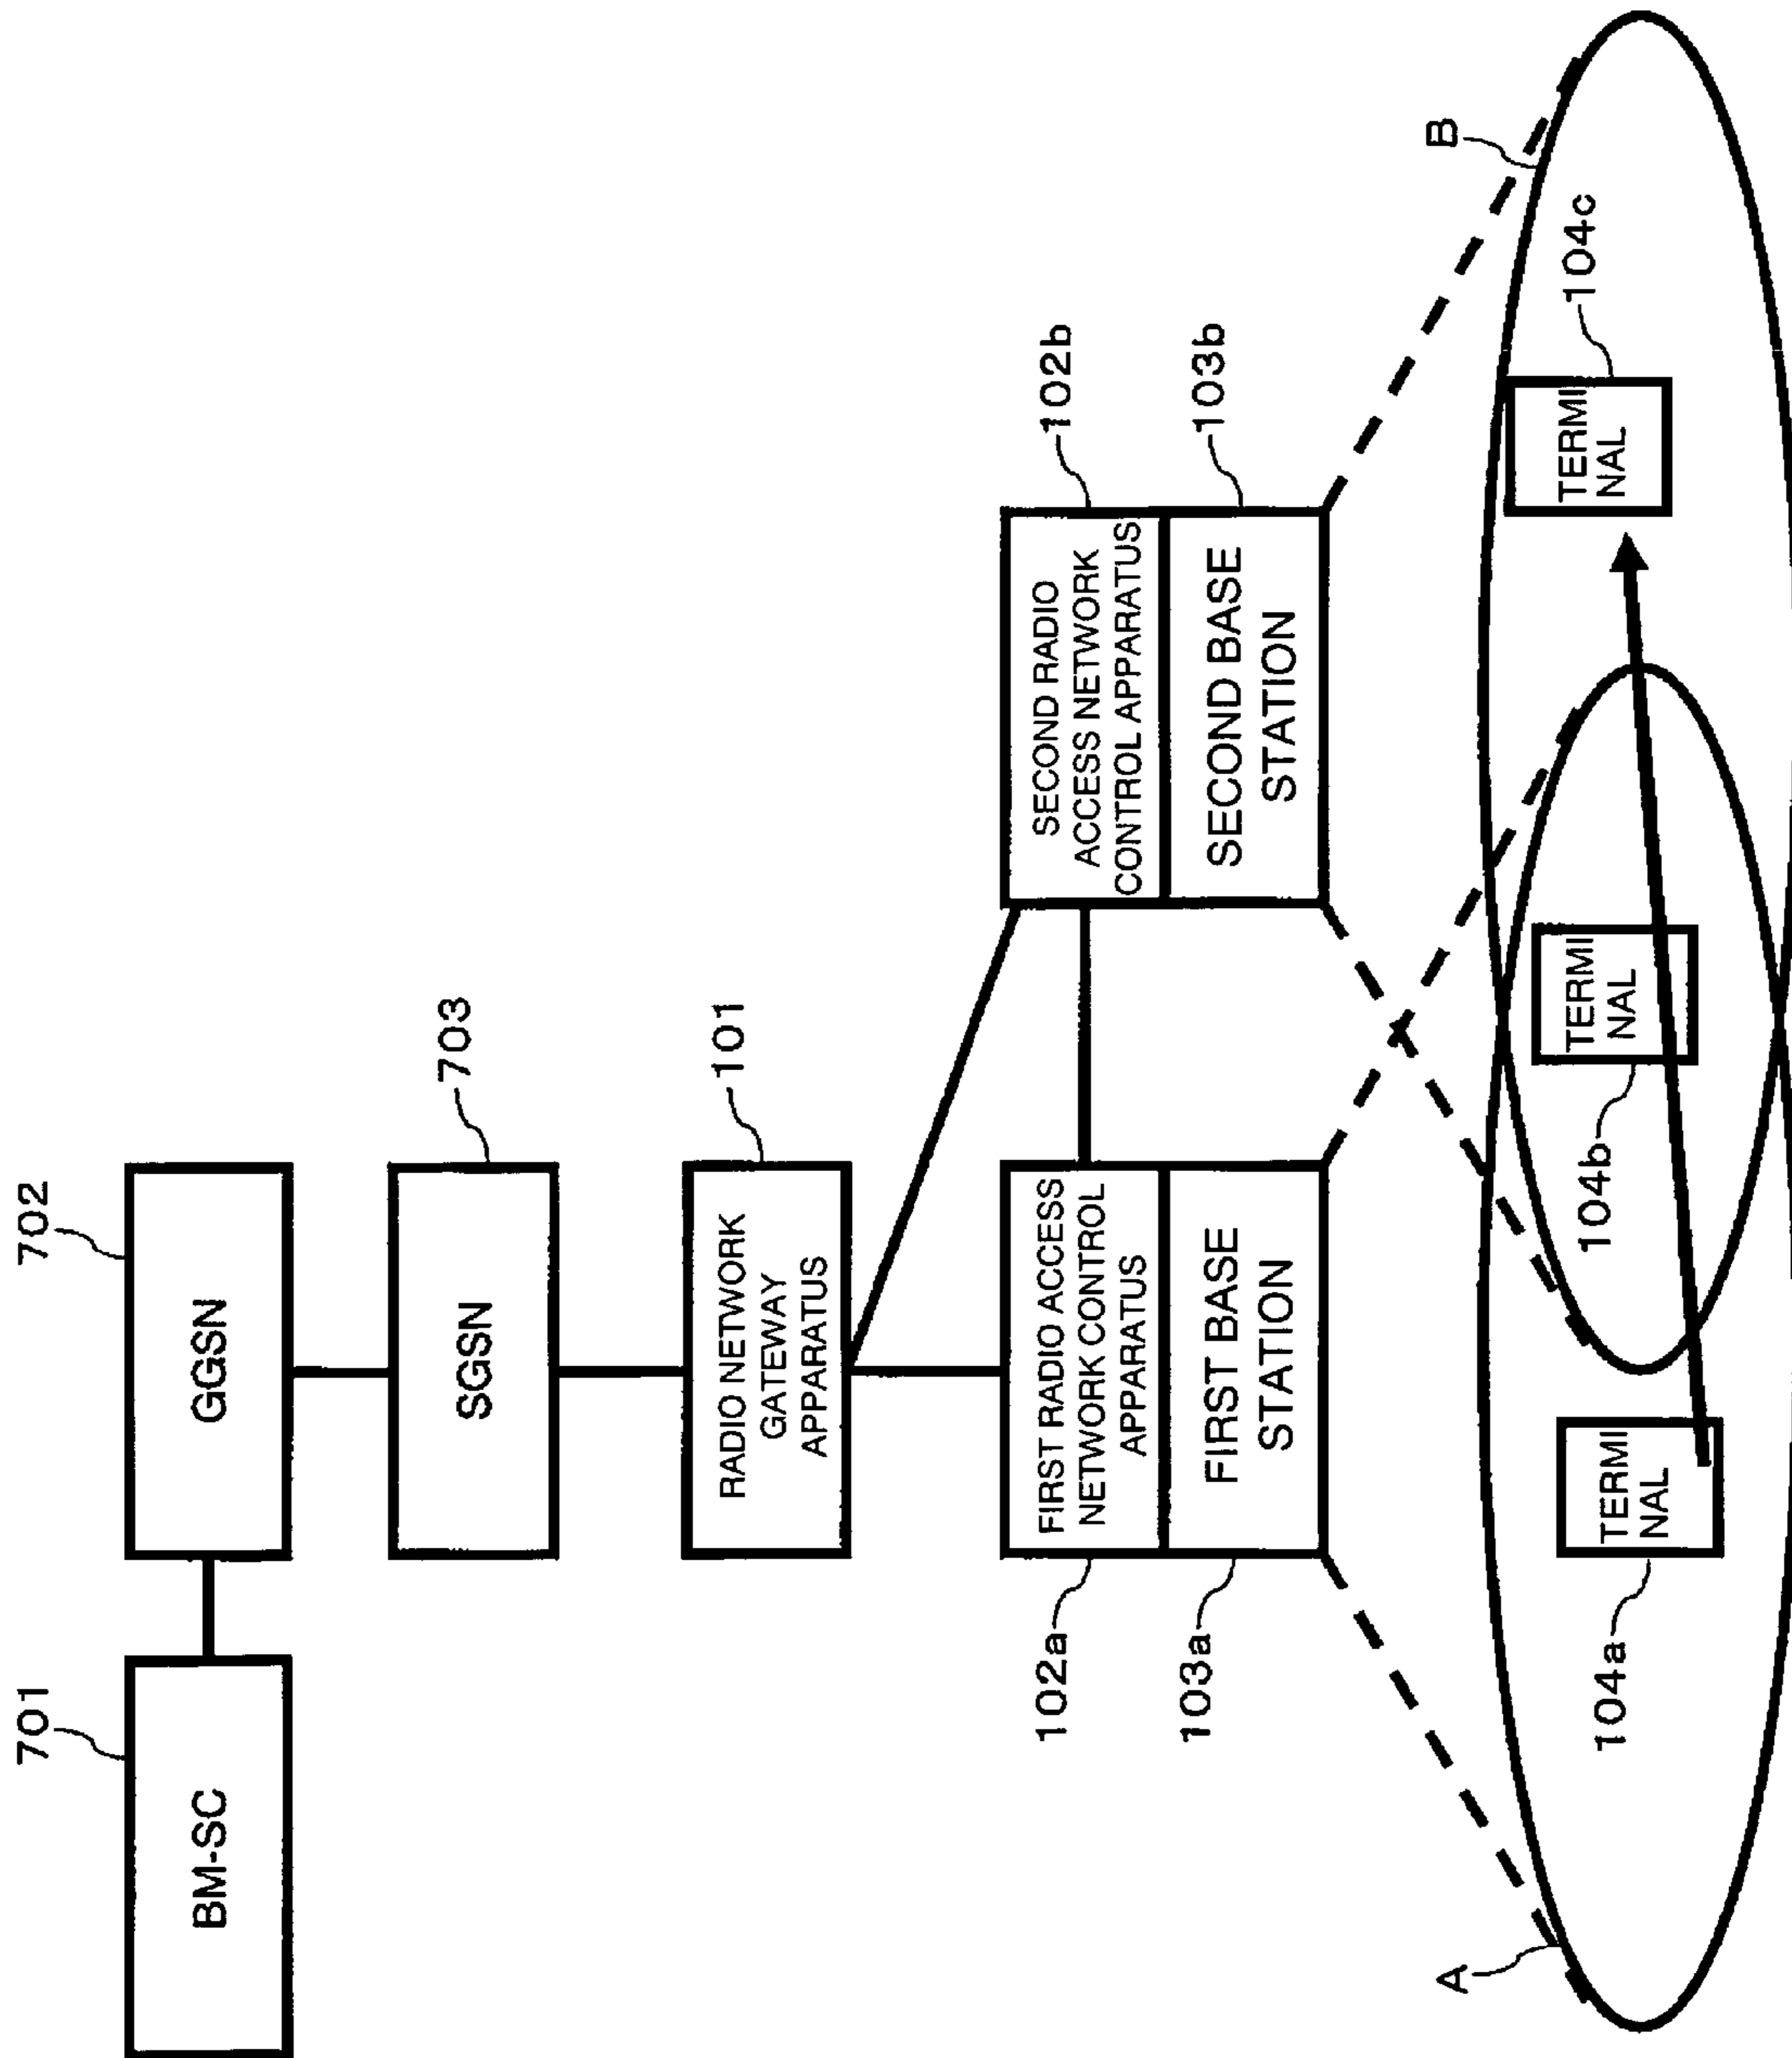 701
BM-SC
702
GGSN
703
SGSN
101
RADIO NETWORK
GATEWAY
APPARATUS
102a
FIRST RADIO ACCESS
NETWORK CONTROL
APPARATUS
103a
FIRST BASE
STATION
102b
SECOND RADIO
ACCESS NETWORK
CONTROL APPARATUS
103b
SECOND BASE
STATION
A
B
104a
TERMI
NAL
104b
TERMI
NAL
104c
TERMI
NAL